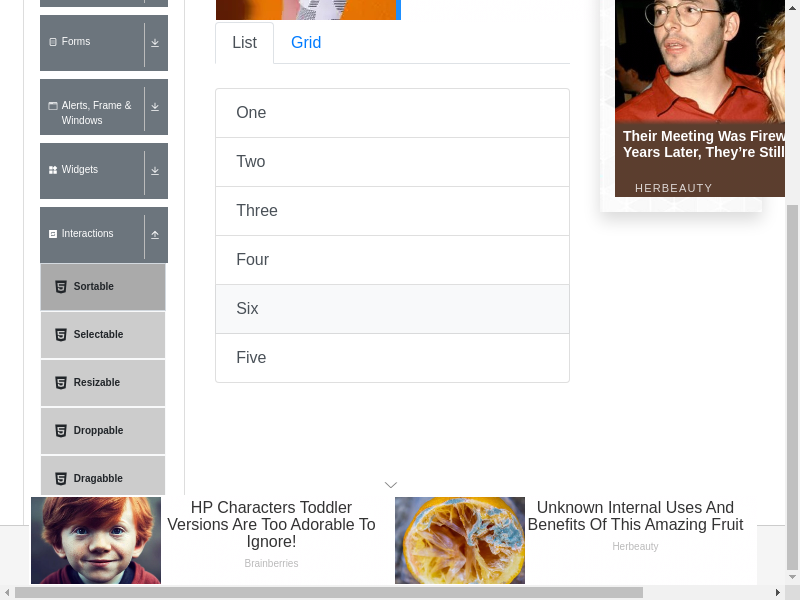 Forms
Alerts, Frame &
Windows
Widgets
Interactions
Sortable
Selectable
Resizable
Droppable
Dragabble
List
Grid
One
Two
Three
Four
Six
Five
Their Meeting Was Firew
Years Later, They're Still
HERBEAUTY
HP Characters Toddler
Versions Are Too Adorable To
Ignore!
Brainberries
Unknown Internal Uses And
Benefits Of This Amazing Fruit
Herbeauty